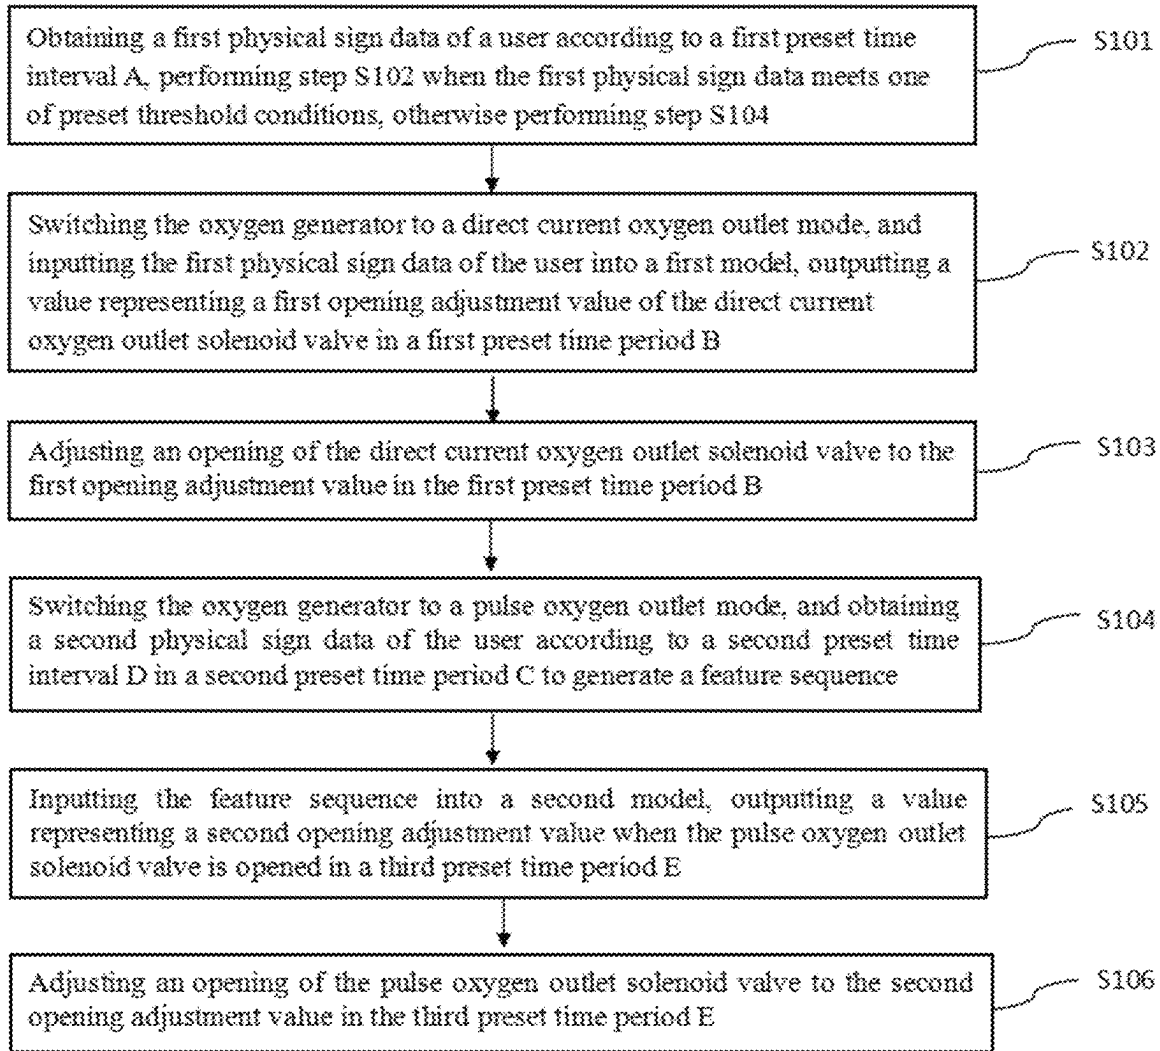 Obtaining a first physical sign data of a user according to a first preset time
interval A, performing step S102 when the first physical sign data meets one
of preset threshold conditions, otherwise performing step S104
S101
Switching the oxygen generator to a direct current oxygen outlet mode, and
inputting the first physical sign data of the user into a first model, outputting a
value representing a first opening adjustment value of the direct current
oxygen outlet solenoid valve in a first preset time period B
S102
Adjusting an opening of the direct current oxygen outlet solenoid valve to the
first opening adjustment value in the first preset time period B
S103
Switching the oxygen generator to a pulse oxygen outlet mode, and obtaining
a second physical sign data of the user according to a second preset time
interval D in a second preset time period C to generate a feature sequence
S104
Inputting the feature sequence into a second model, outputting a value
representing a second opening adjustment value when the pulse oxygen outlet
solenoid valve is opened in a third preset time period E
S105
Adjusting an opening of the pulse oxygen outlet solenoid valve to the second
opening adjustment value in the third preset time period E
S106